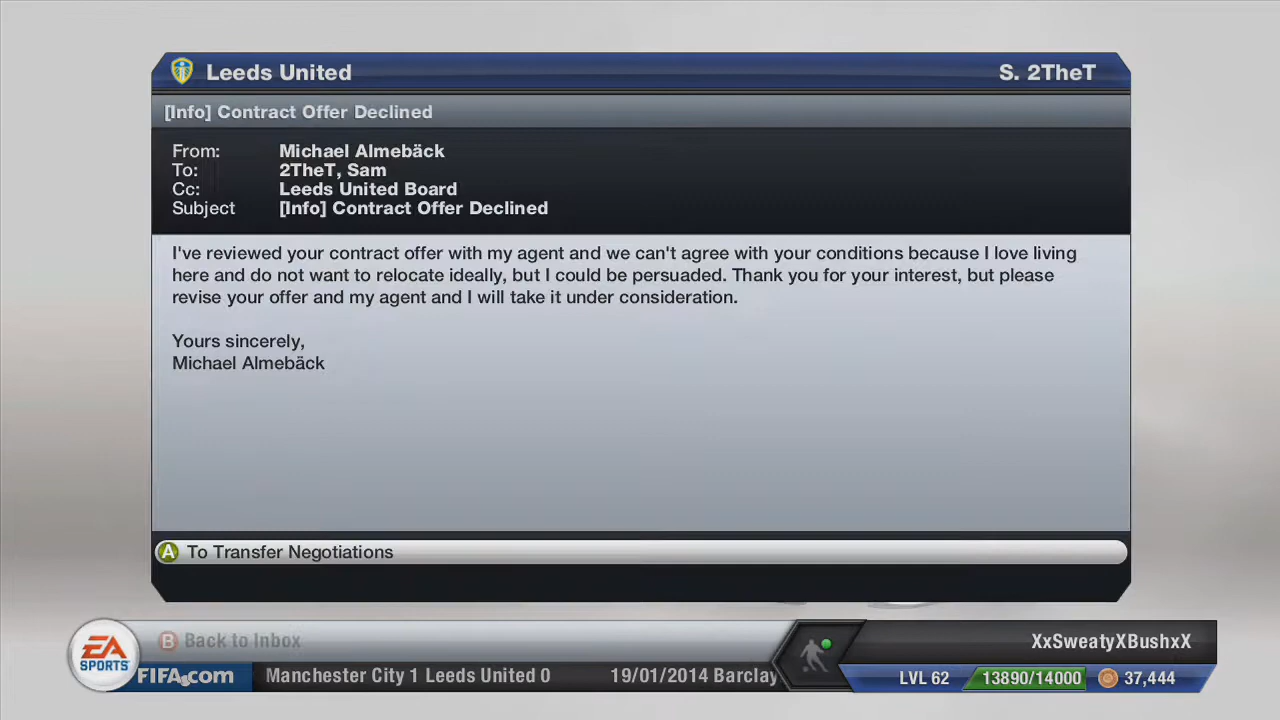 Leeds United
S. 2TheT
[Info] Contract Offer Declined
From: Michael Almebäck
To: 2TheT, Sam
Cc: Leeds United Board
Subject [Info] Contract Offer Declined
I've reviewed your contract offer with my agent and we can't agree with your conditions because I love living
here and do not want to relocate ideally, but I could be persuaded. Thank you for your interest, but please
revise your offer and my agent and I will take it under consideration.
Yours sincerely,
Michael Almebäck
A To Transfer Negotiations
B Back to Inbox
XxSweatyXBushxX
EA
SPORTS
FIFA.com
Manchester City 1 Leeds United 0
19/01/2014 Barclay
LVL 62
13890/14000
37,444